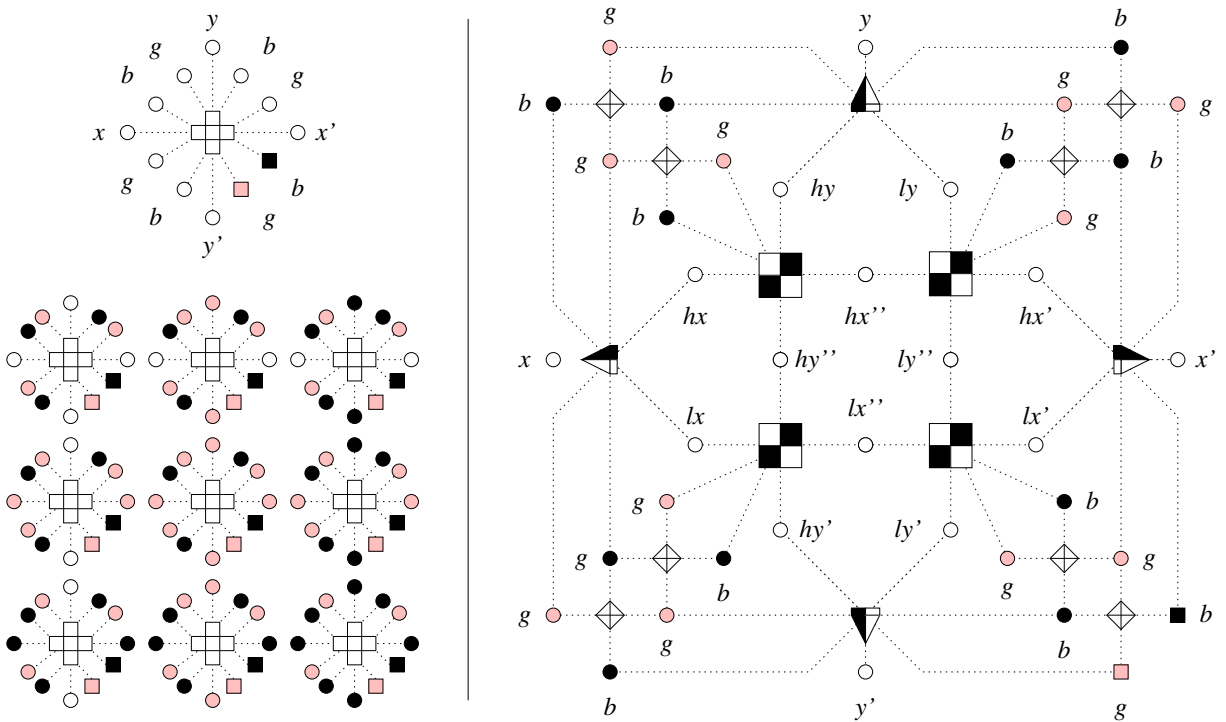 y
g b
b g
x x'
g b
b g
y'
g y b
b b g g
g b b
g
b hy ly g
hx hx'' hx'
x hy'' ly'' x'
lx lx'' lx'
g b
g hy' ly' g
b g
g g b b
b y' g